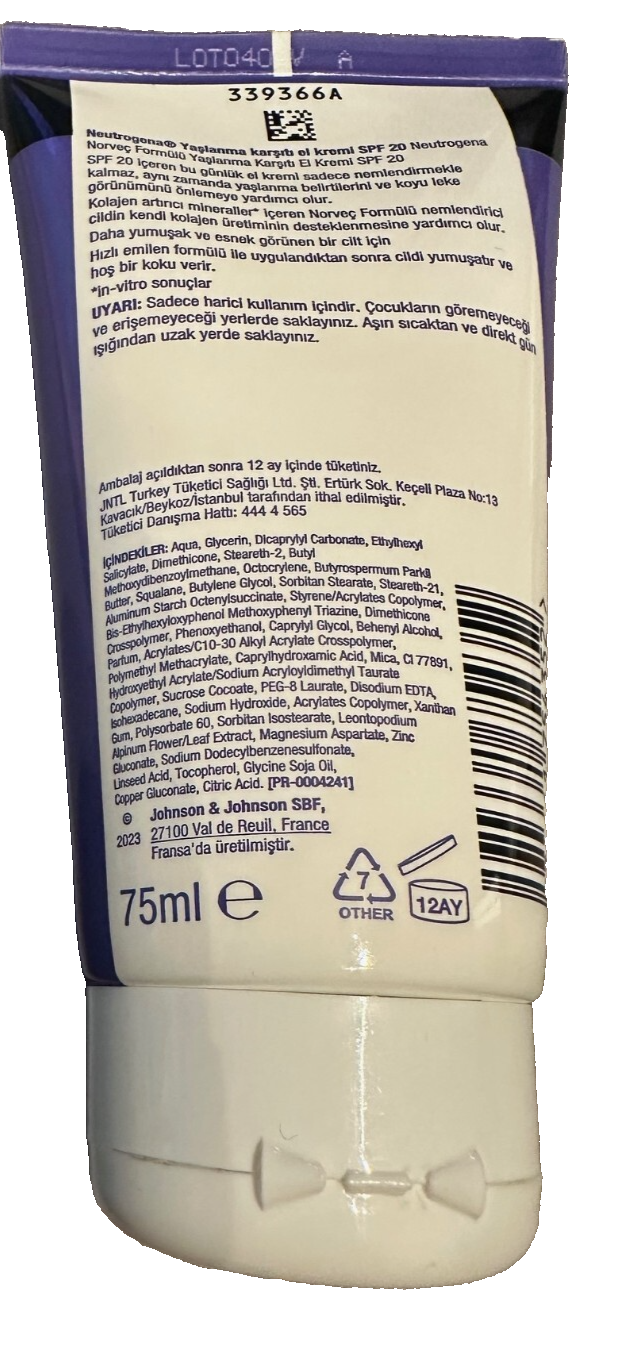 LOT040 V A
339366A
Neutrogena® Yaşlanma karşıtı el kremi SPF 20 Neutrogena
Norveç Formülü Yaşlanma Karşıtı El Kremi SPF 20
SPF 20 içeren bu günlük el kremi sadece nemlendirmekle
kalmaz, aynı zamanda yaşlanma belirtilerini ve koyu leke
görünümünü önlemeye yardımcı olur.
Kolajen artırıcı mineraller* içeren Norveç Formülü nemlendirici
cildin kendi kolajen üretiminin desteklenmesine yardımcı olur.
Daha yumuşak ve esnek görünen bir cilt için
Hızlı emilen formülü ile uygulandıktan sonra cildi yumuşatır ve
hoş bir koku verir.
*in-vitro sonuçlar
UYARI: Sadece harici kullanım içindir. Çocukların göremeyeceği
ve erişemeyeceği yerlerde saklayınız. Aşırı sıcaktan ve direkt gün
ışığından uzak yerde saklayınız.
Ambalaj açıldıktan sonra 12 ay içinde tüketiniz.
JNTL Turkey Tüketici Sağlığı Ltd. Şti. Ertürk Sok. Keçeli Plaza No:13
Kavacık/Beykoz/İstanbul tarafından ithal edilmiştir.
Tüketici Danışma Hattı: 444 4 565
İÇİNDEKİLER: Aqua, Glycerin, Dicaprylyl Carbonate, Ethylhexyl
Salicylate, Dimethicone, Steareth-2, Butyl
Methoxydibenzoylmethane, Octocrylene, Butyrospermum Parkii
Butter, Squalane, Butylene Glycol, Sorbitan Stearate, Steareth-21,
Aluminum Starch Octenylsuccinate, Styrene/Acrylates Copolymer,
Bis-Ethylhexyloxyphenol Methoxyphenyl Triazine, Dimethicone
Crosspolymer, Phenoxyethanol, Caprylyl Glycol, Behenyl Alcohol,
Parfum, Acrylates/C10-30 Alkyl Acrylate Crosspolymer,
Polymethyl Methacrylate, Caprylhydroxamic Acid, Mica, CI 77891,
Hydroxyethyl Acrylate/Sodium Acryloyldimethyl Taurate
Copolymer, Sucrose Cocoate, PEG-8 Laurate, Disodium EDTA,
Isohexadecane, Sodium Hydroxide, Acrylates Copolymer, Xanthan
Gum, Polysorbate 60, Sorbitan Isostearate, Leontopodium
Alpinum Flower/Leaf Extract, Magnesium Aspartate, Zinc
Gluconate, Sodium Dodecylbenzenesulfonate,
Linseed Acid, Tocopherol, Glycine Soja Oil,
Copper Gluconate, Citric Acid. [PR-0004241]
© Johnson & Johnson SBF,
2023 27100 Val de Reuil, France
Fransa'da üretilmiştir.
75ml e
7
OTHER
12AY